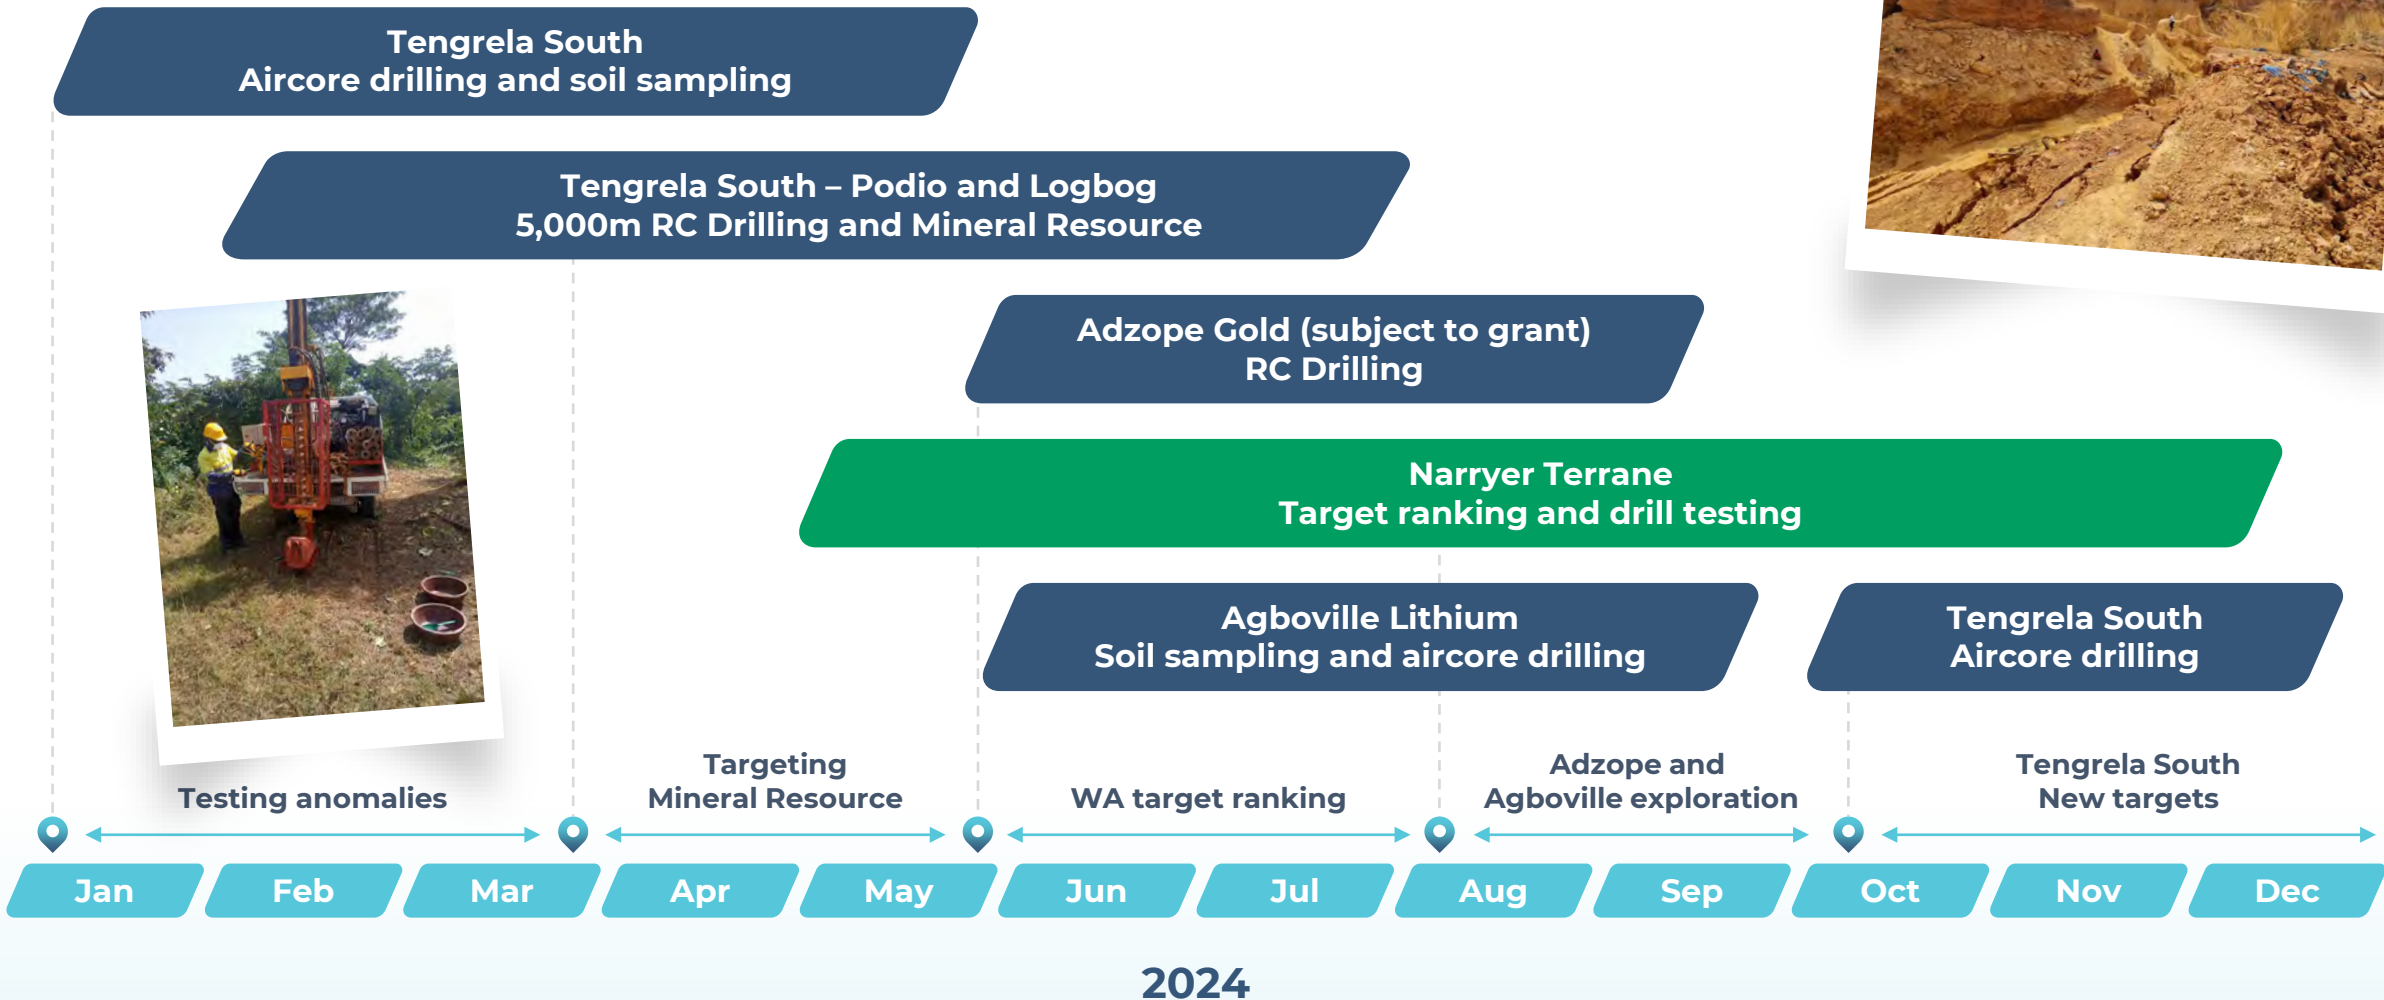 Tengrela South
Aircore drilling and soil sampling
Tengrela South – Podio and Logbog
5,000m RC Drilling and Mineral Resource
Adzope Gold (subject to grant)
RC Drilling
Narryer Terrane
Target ranking and drill testing
Agboville Lithium
Soil sampling and aircore drilling
Tengrela South
Aircore drilling
Testing anomalies
Targeting
Mineral Resource
WA target ranking
Adzope and
Agboville exploration
Tengrela South
New targets
Jan
Feb
Mar
Apr
May
Jun
Jul
Aug
Sep
Oct
Nov
Dec
2024